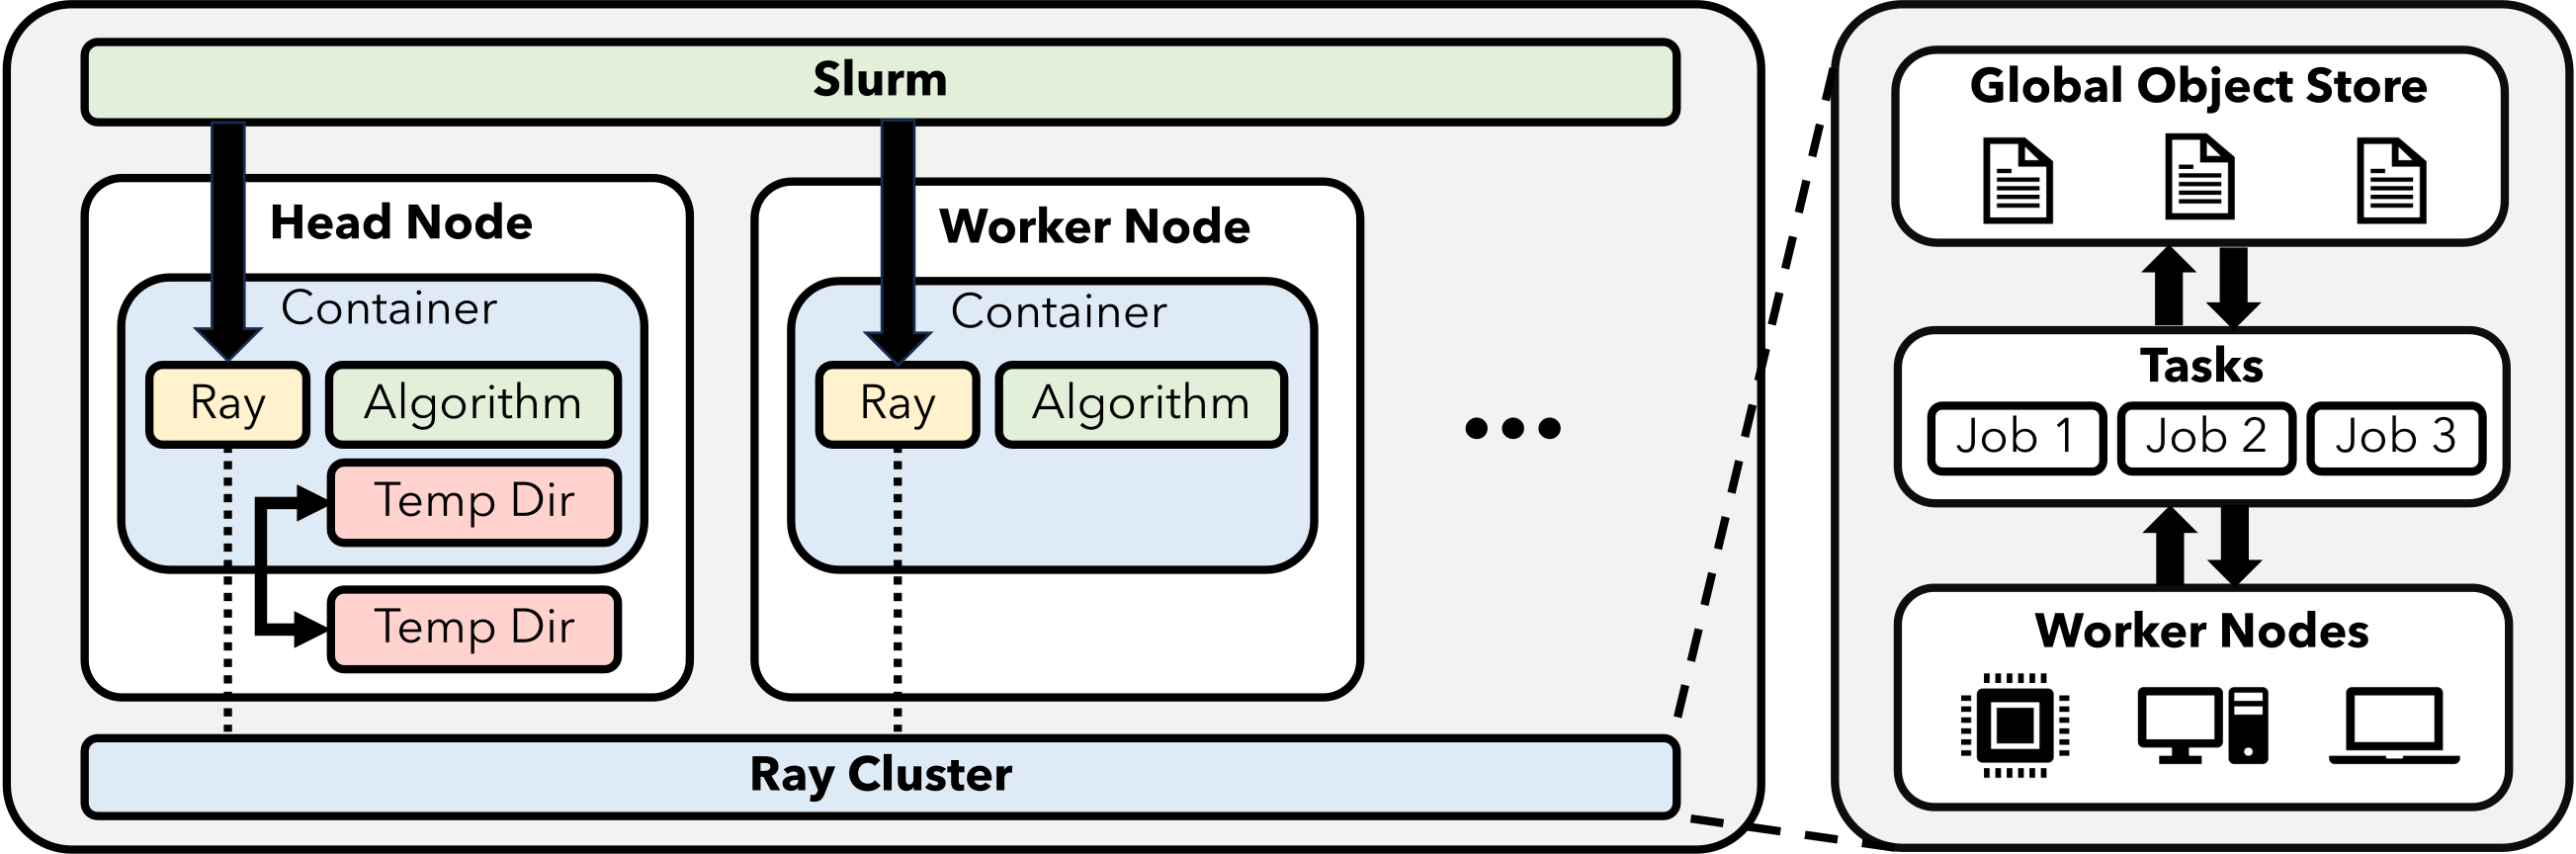 Slurm
Head Node
Container
Ray
Algorithm
Temp Dir
Temp Dir
Worker Node
Container
Ray
Algorithm
Ray Cluster
Global Object Store
Tasks
Job 1
Job 2
Job 3
Worker Nodes